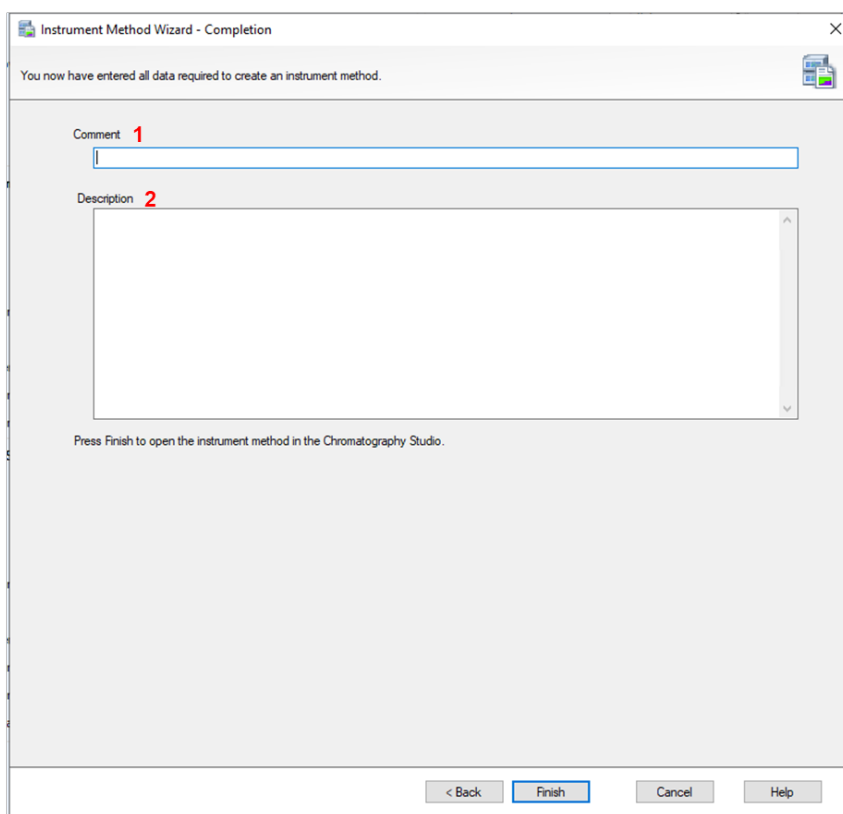 Instrument Method Wizard - Completion
You now have entered all data required to create an instrument method.
Comment 1
Description 2
Press Finish to open the instrument method in the Chromatography Studio.
< Back Finish Cancel Help